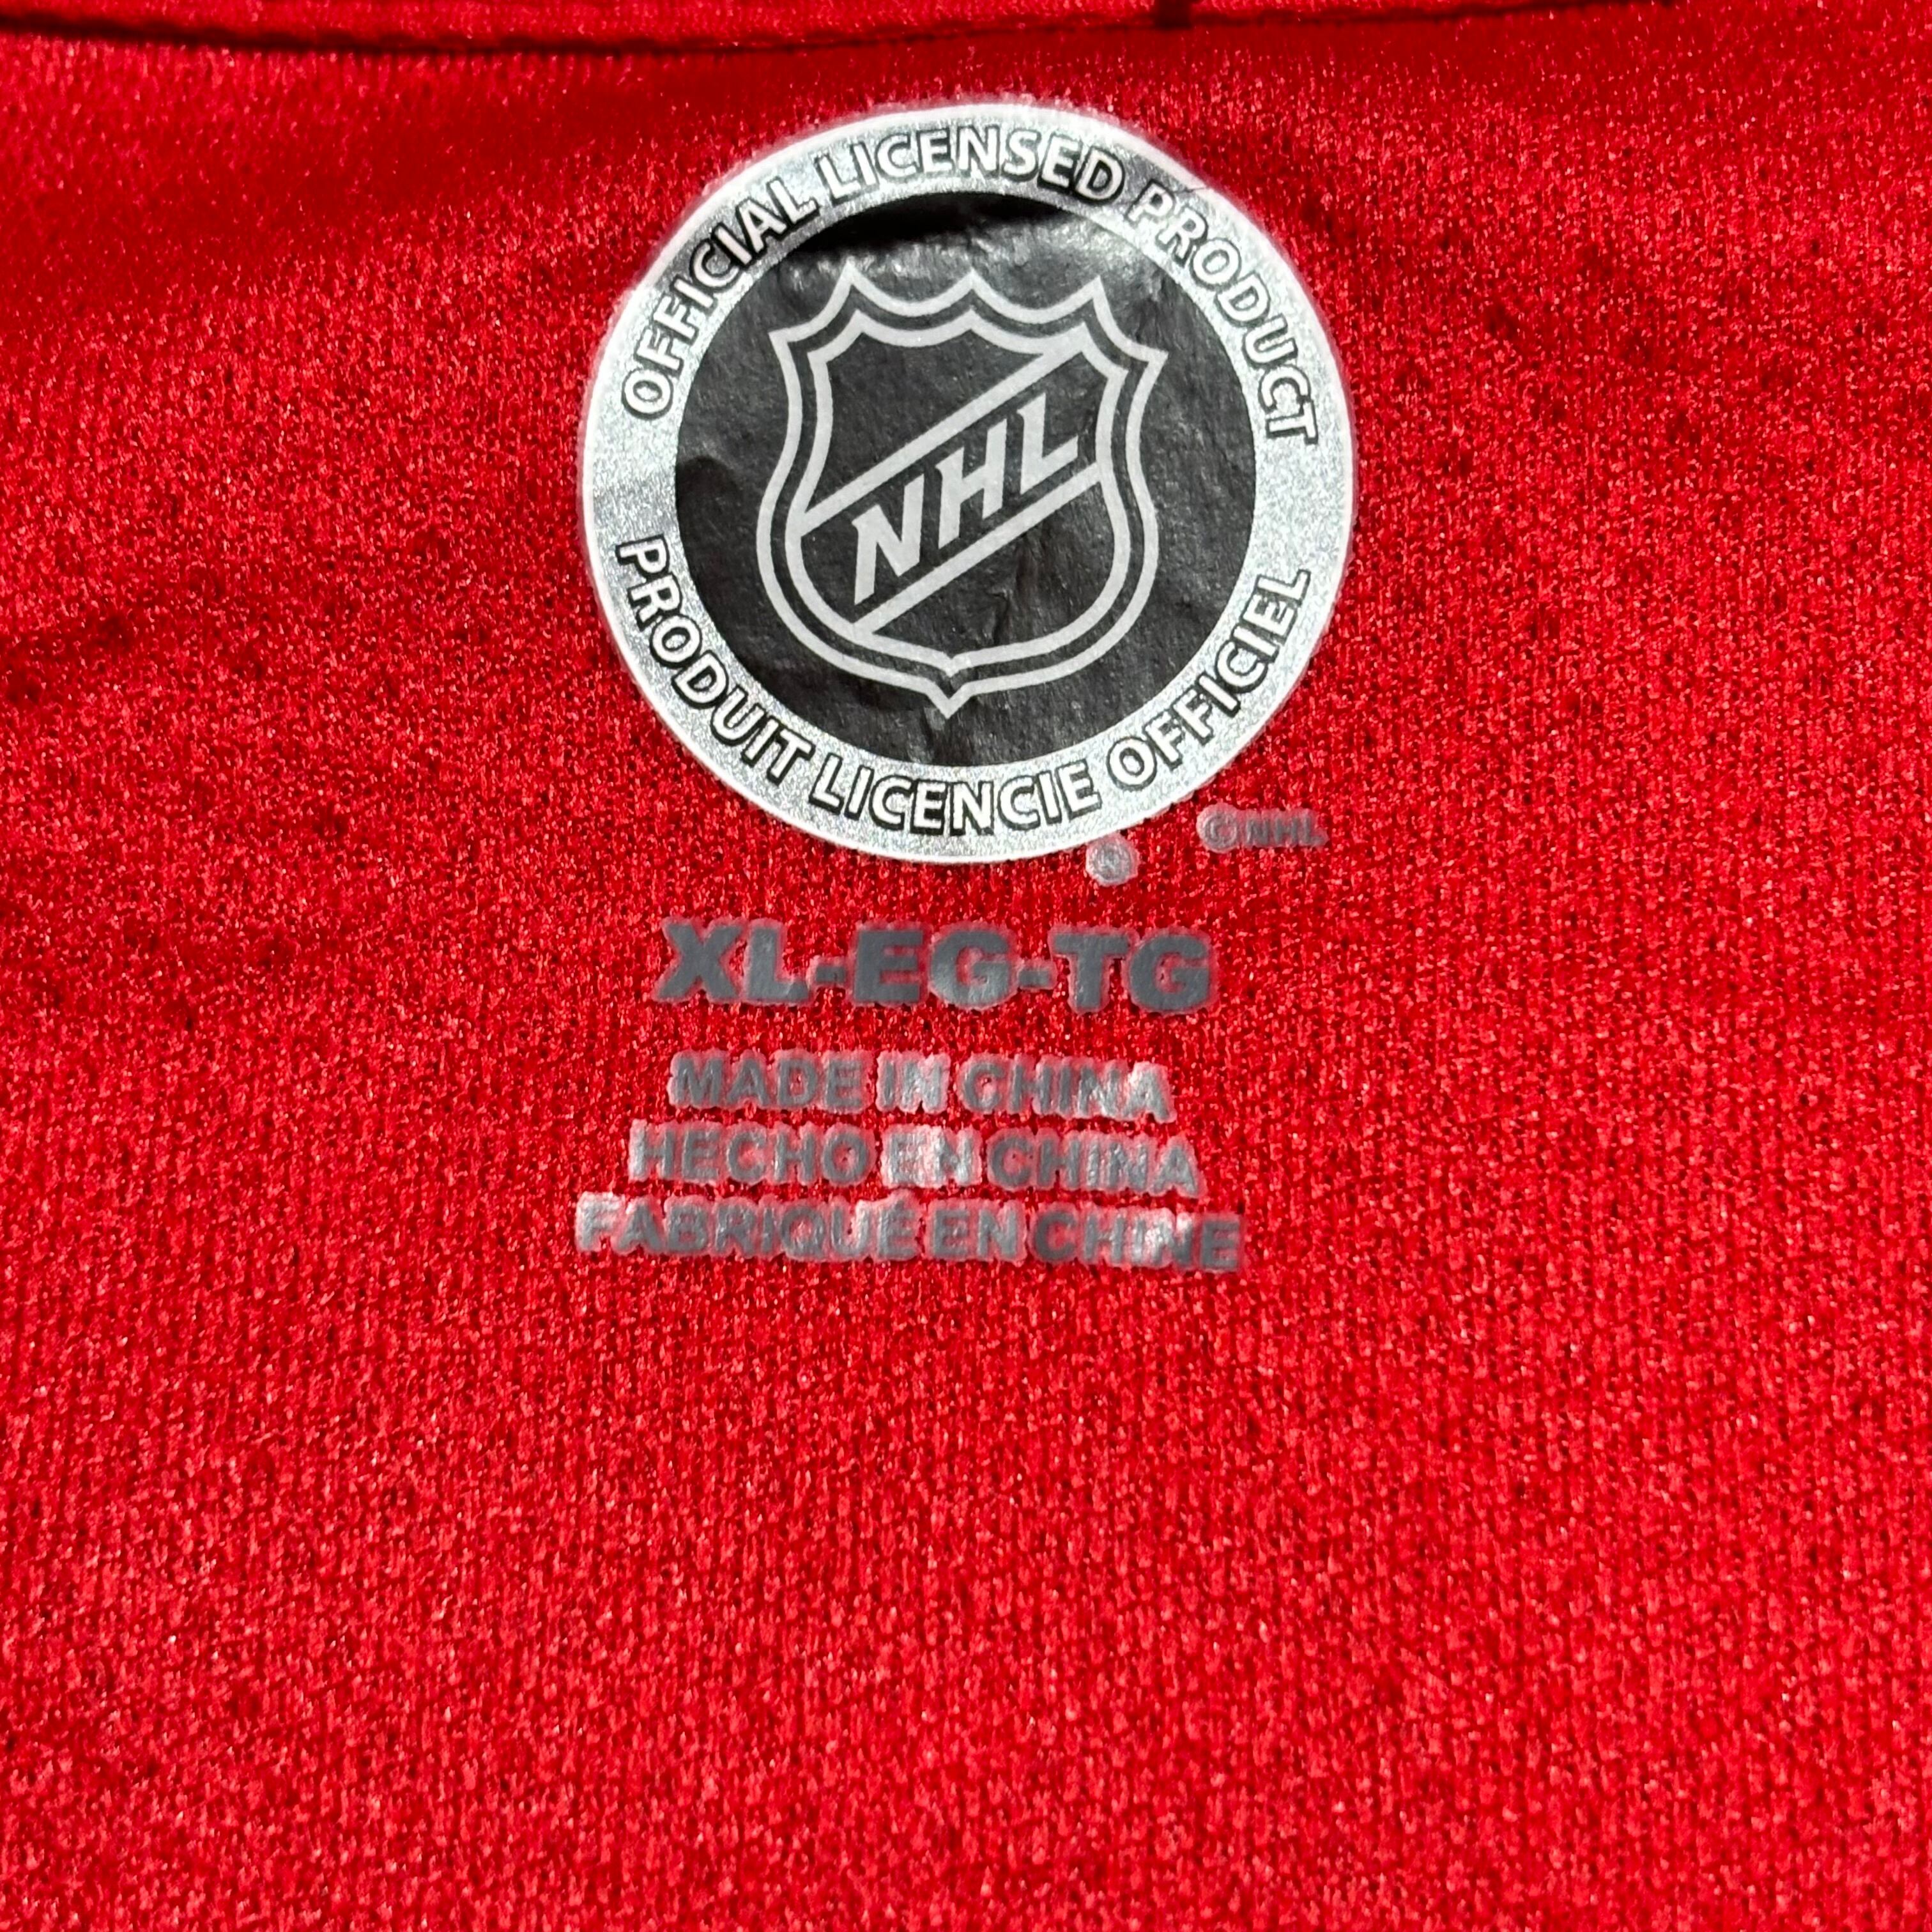 OFFICIAL LICENSED PRODUCT
NHL
PRODUIT LICENCIE OFFICIEL
© NHL
XL-EG-TG
MADE IN CHINA
HECHO EN CHINA
FABRIQUÉ EN CHINE